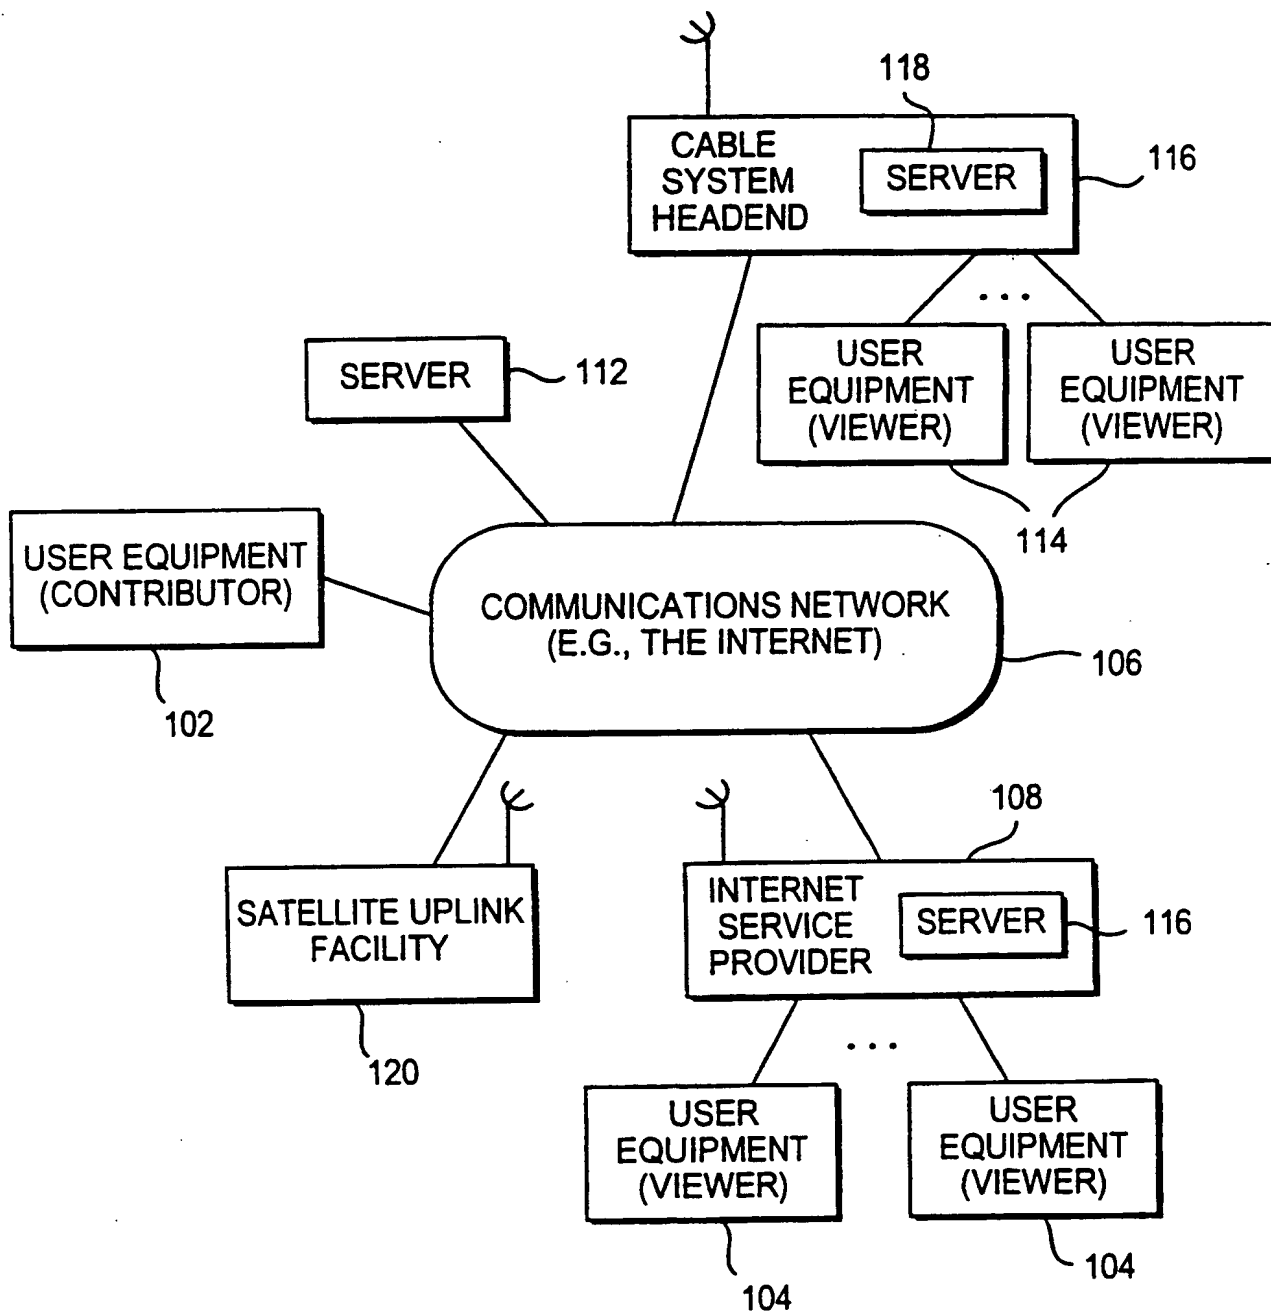 118
CABLE
SYSTEM
HEADEND
SERVER
116
SERVER
112
USER
EQUIPMENT
(VIEWER)
USER
EQUIPMENT
(VIEWER)
114
USER EQUIPMENT
(CONTRIBUTOR)
102
COMMUNICATIONS NETWORK
(E.G., THE INTERNET)
106
SATELLITE UPLINK
FACILITY
120
108
INTERNET
SERVICE
PROVIDER
SERVER
116
...
...
USER
EQUIPMENT
(VIEWER)
104
USER
EQUIPMENT
(VIEWER)
104